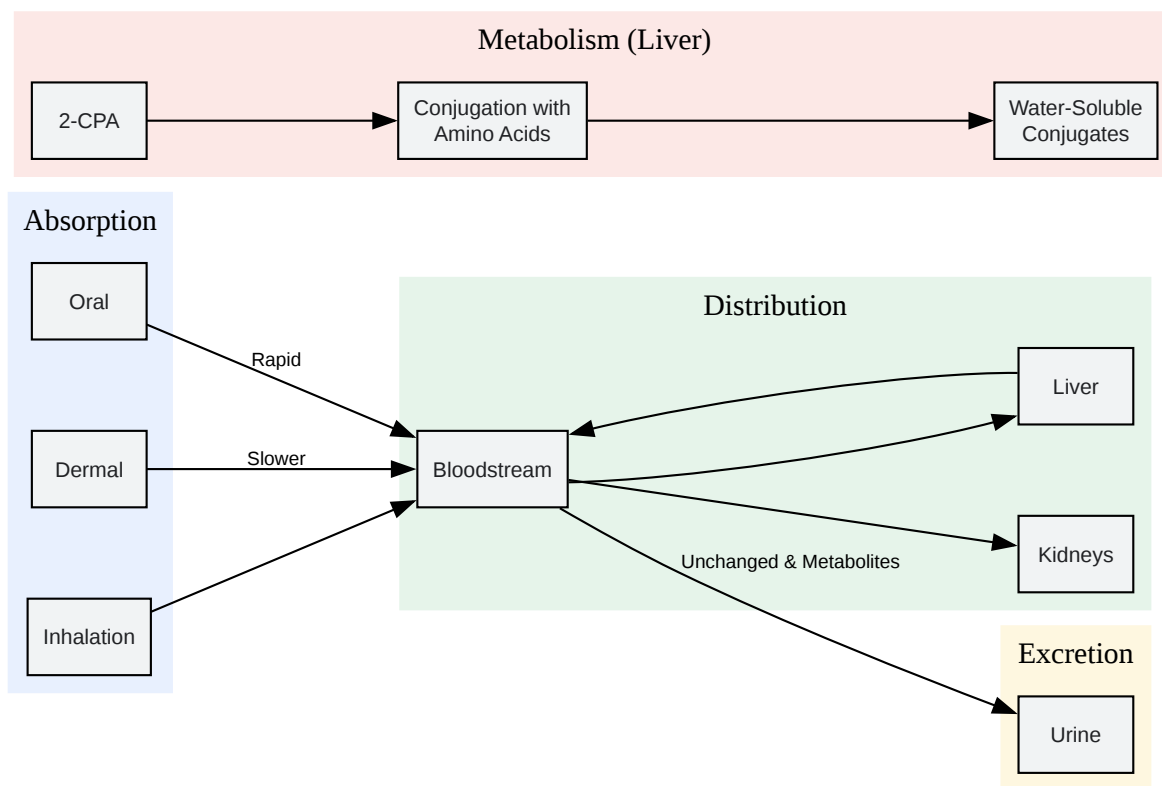 Metabolism (Liver)
2-CPA
Conjugation with
Amino Acids
Water-Soluble
Conjugates
Absorption
Oral
Rapid
Dermal
Slower
Inhalation
Distribution
Bloodstream
Liver
Kidneys
Unchanged & Metabolites
Excretion
Urine